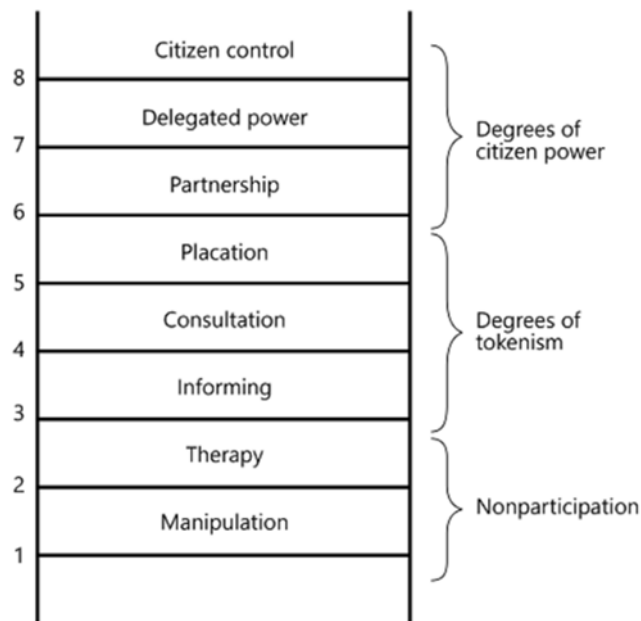 Citizen control
8
Delegated power
7
Partnership
6
Placation
5
Consultation
4
Informing
3
Therapy
2
Manipulation
1
Degrees of
citizen power
Degrees of
tokenism
Nonparticipation